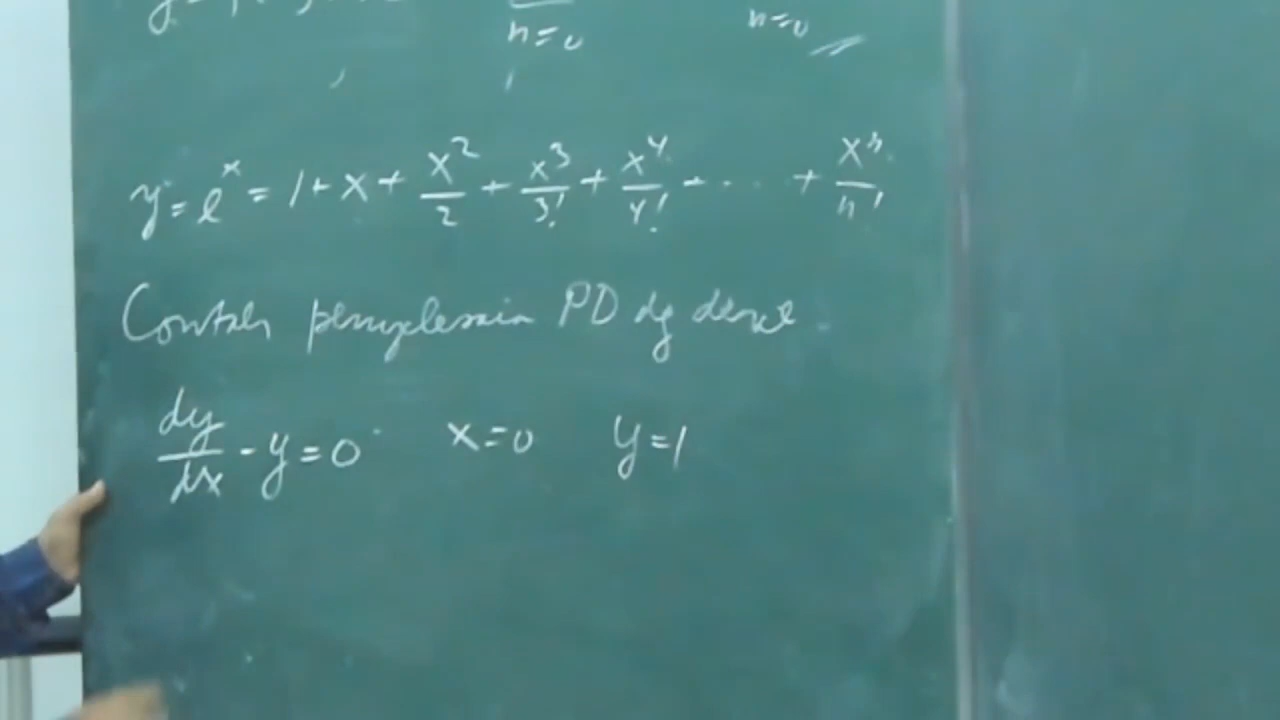 n=0 n=0
y = e^x = 1 + x + x^2/2 + x^3/3! + x^4/4! + ... + x^n/n!
Contoh penyelesaian PD dg deret
dy/dx - y = 0 x = 0 y = 1